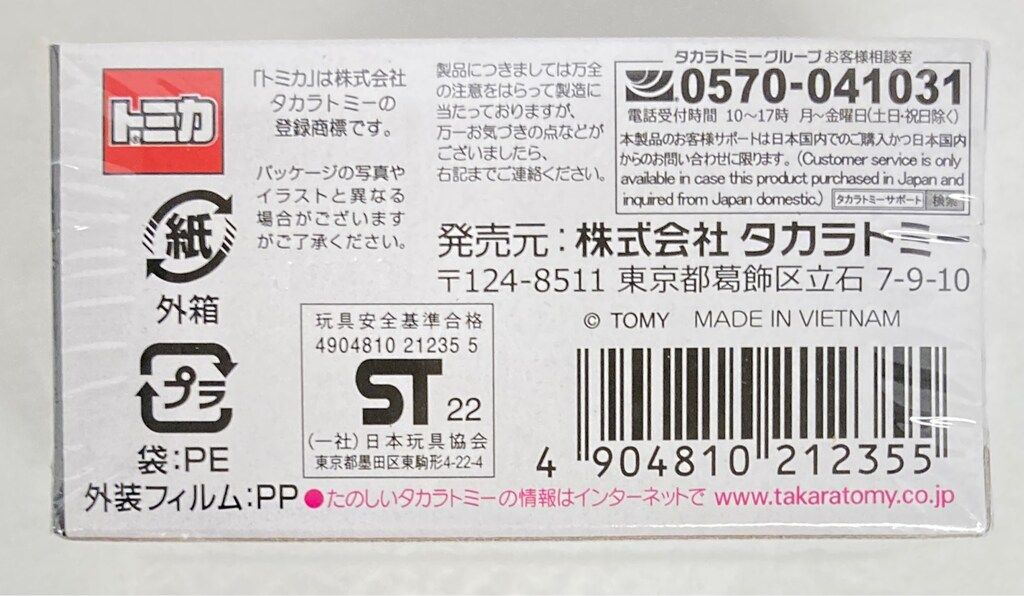 トミカ
「トミカ」は株式会社
タカラトミーの
登録商標です。
パッケージの写真や
イラストと異なる
場合がございます
がご了承ください。
製品につきましては万全
の注意をはらって製造に
当たっておりますが、
万一お気づきの点などが
ございましたら、
右記までご連絡ください。
タカラトミーグループ お客様相談室
0570-041031
電話受付時間 10～17時 月～金曜日(土日・祝日除く)
本製品のお客様サポートは日本国内でのご購入かつ日本国内
からのお問い合わせに限ります。(Customer service is only
available in case this product purchased in Japan and
inquired from Japan domestic.) タカラトミーサポート 検索
発売元：株式会社 タカラトミー
〒124-8511 東京都葛飾区立石 7-9-10
© TOMY MADE IN VIETNAM
紙
外箱
プラ
袋：PE
外装フィルム：PP
玩具安全基準合格
4904810 21235 5
ST 22
(一社)日本玩具協会
東京都墨田区東駒形4-22-4
4 904810 212355
●たのしいタカラトミーの情報はインターネットで www.takaratomy.co.jp